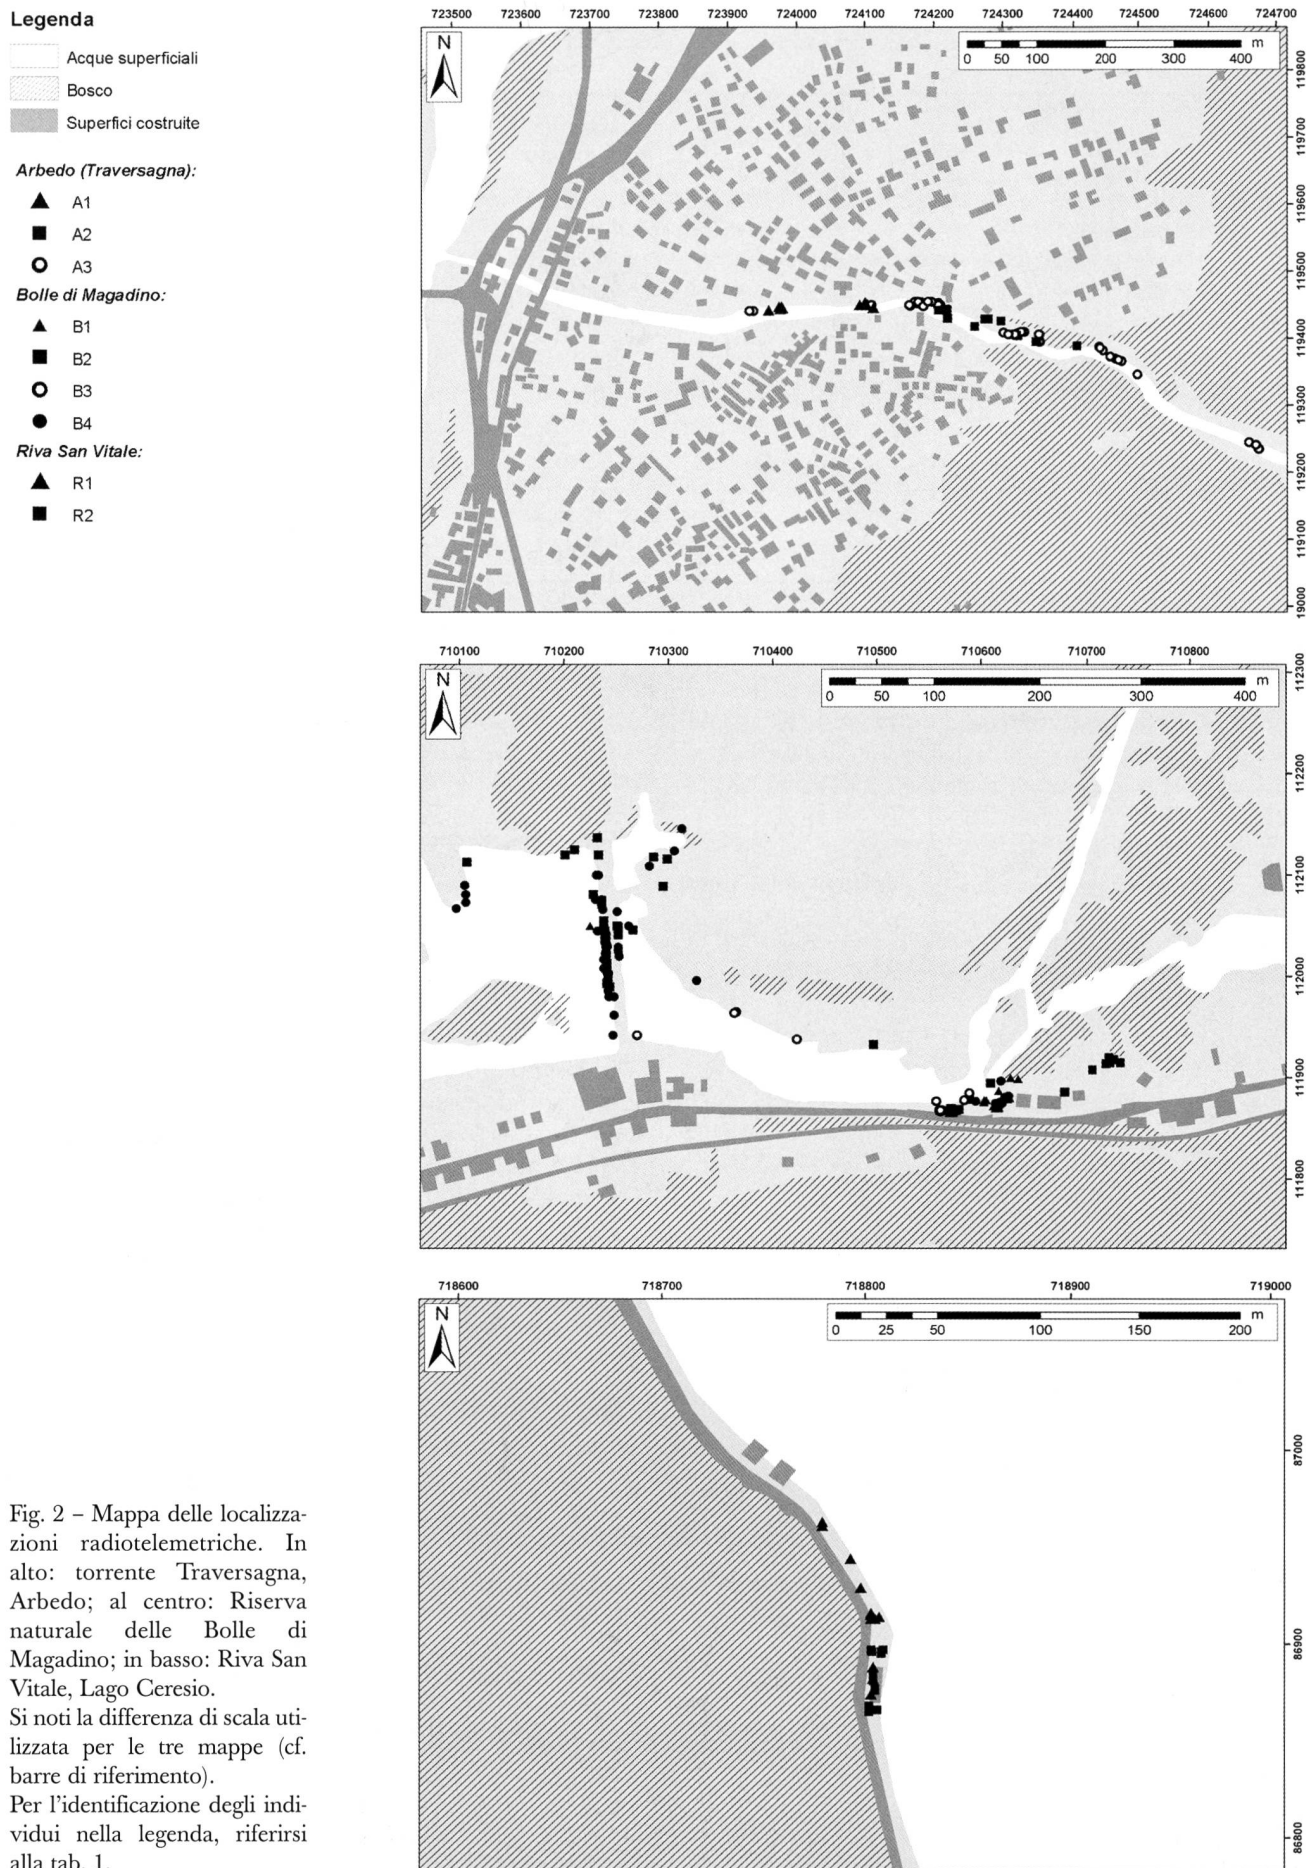 Legenda
Acque superficiali
Bosco
Superfici costruite
Arbedo (Traversagna):
A1
A2
A3
Bolle di Magadino:
B1
B2
B3
B4
Riva San Vitale:
R1
R2
723500 723600 723700 723800 723900 724000 724100 724200 724300 724400 724500 724600 724700
N
m
0 50 100 200 300 400
119800
119700
119600
119500
119400
119300
119200
119100
119000
710100 710200 710300 710400 710500 710600 710700 710800
N
m
0 50 100 200 300 400
112300
112200
112100
112000
111900
111800
718600 718700 718800 718900 719000
N
m
0 25 50 100 150 200
87000
86900
86800
Fig. 2 – Mappa delle localizza-
zioni radiotelemetriche. In
alto: torrente Traversagna,
Arbedo; al centro: Riserva
naturale delle Bolle di
Magadino; in basso: Riva San
Vitale, Lago Ceresio.
Si noti la differenza di scala uti-
lizzata per le tre mappe (cf.
barre di riferimento).
Per l'identificazione degli indi-
vidui nella legenda, riferirsi
alla tab. 1.